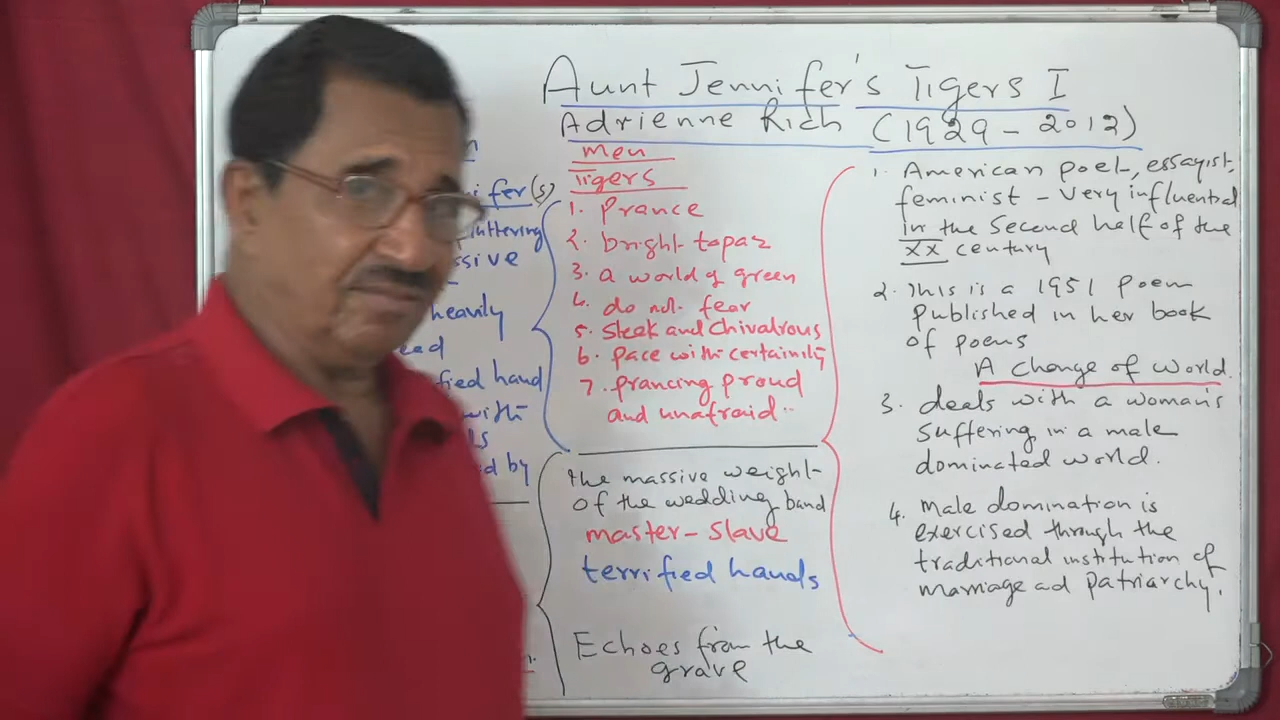 Aunt Jennifer's Tigers I
Adrienne Rich (1929 - 2012)
fer(s)
ssive
heavily
fied hand
with
ed by
men
Tigers
1. Prance
2. bright topaz
3. a world of green
4. do not fear
5. Sleek and Chivalrous
6. pace with certainity
7. prancing proud
and unafraid..
the massive weight
of the wedding band
master - slave
terrified hands
Echoes from the
grave
1. American poet, essayist,
feminist - Very influential
in the Second half of the
XX century
2. This is a 1951 poem
published in her book
of poems
A Change of World.
3. deals with a woman's
suffering in a male
dominated world.
4. Male domination is
exercised through the
traditional institution of
marriage ad Patriarchy.